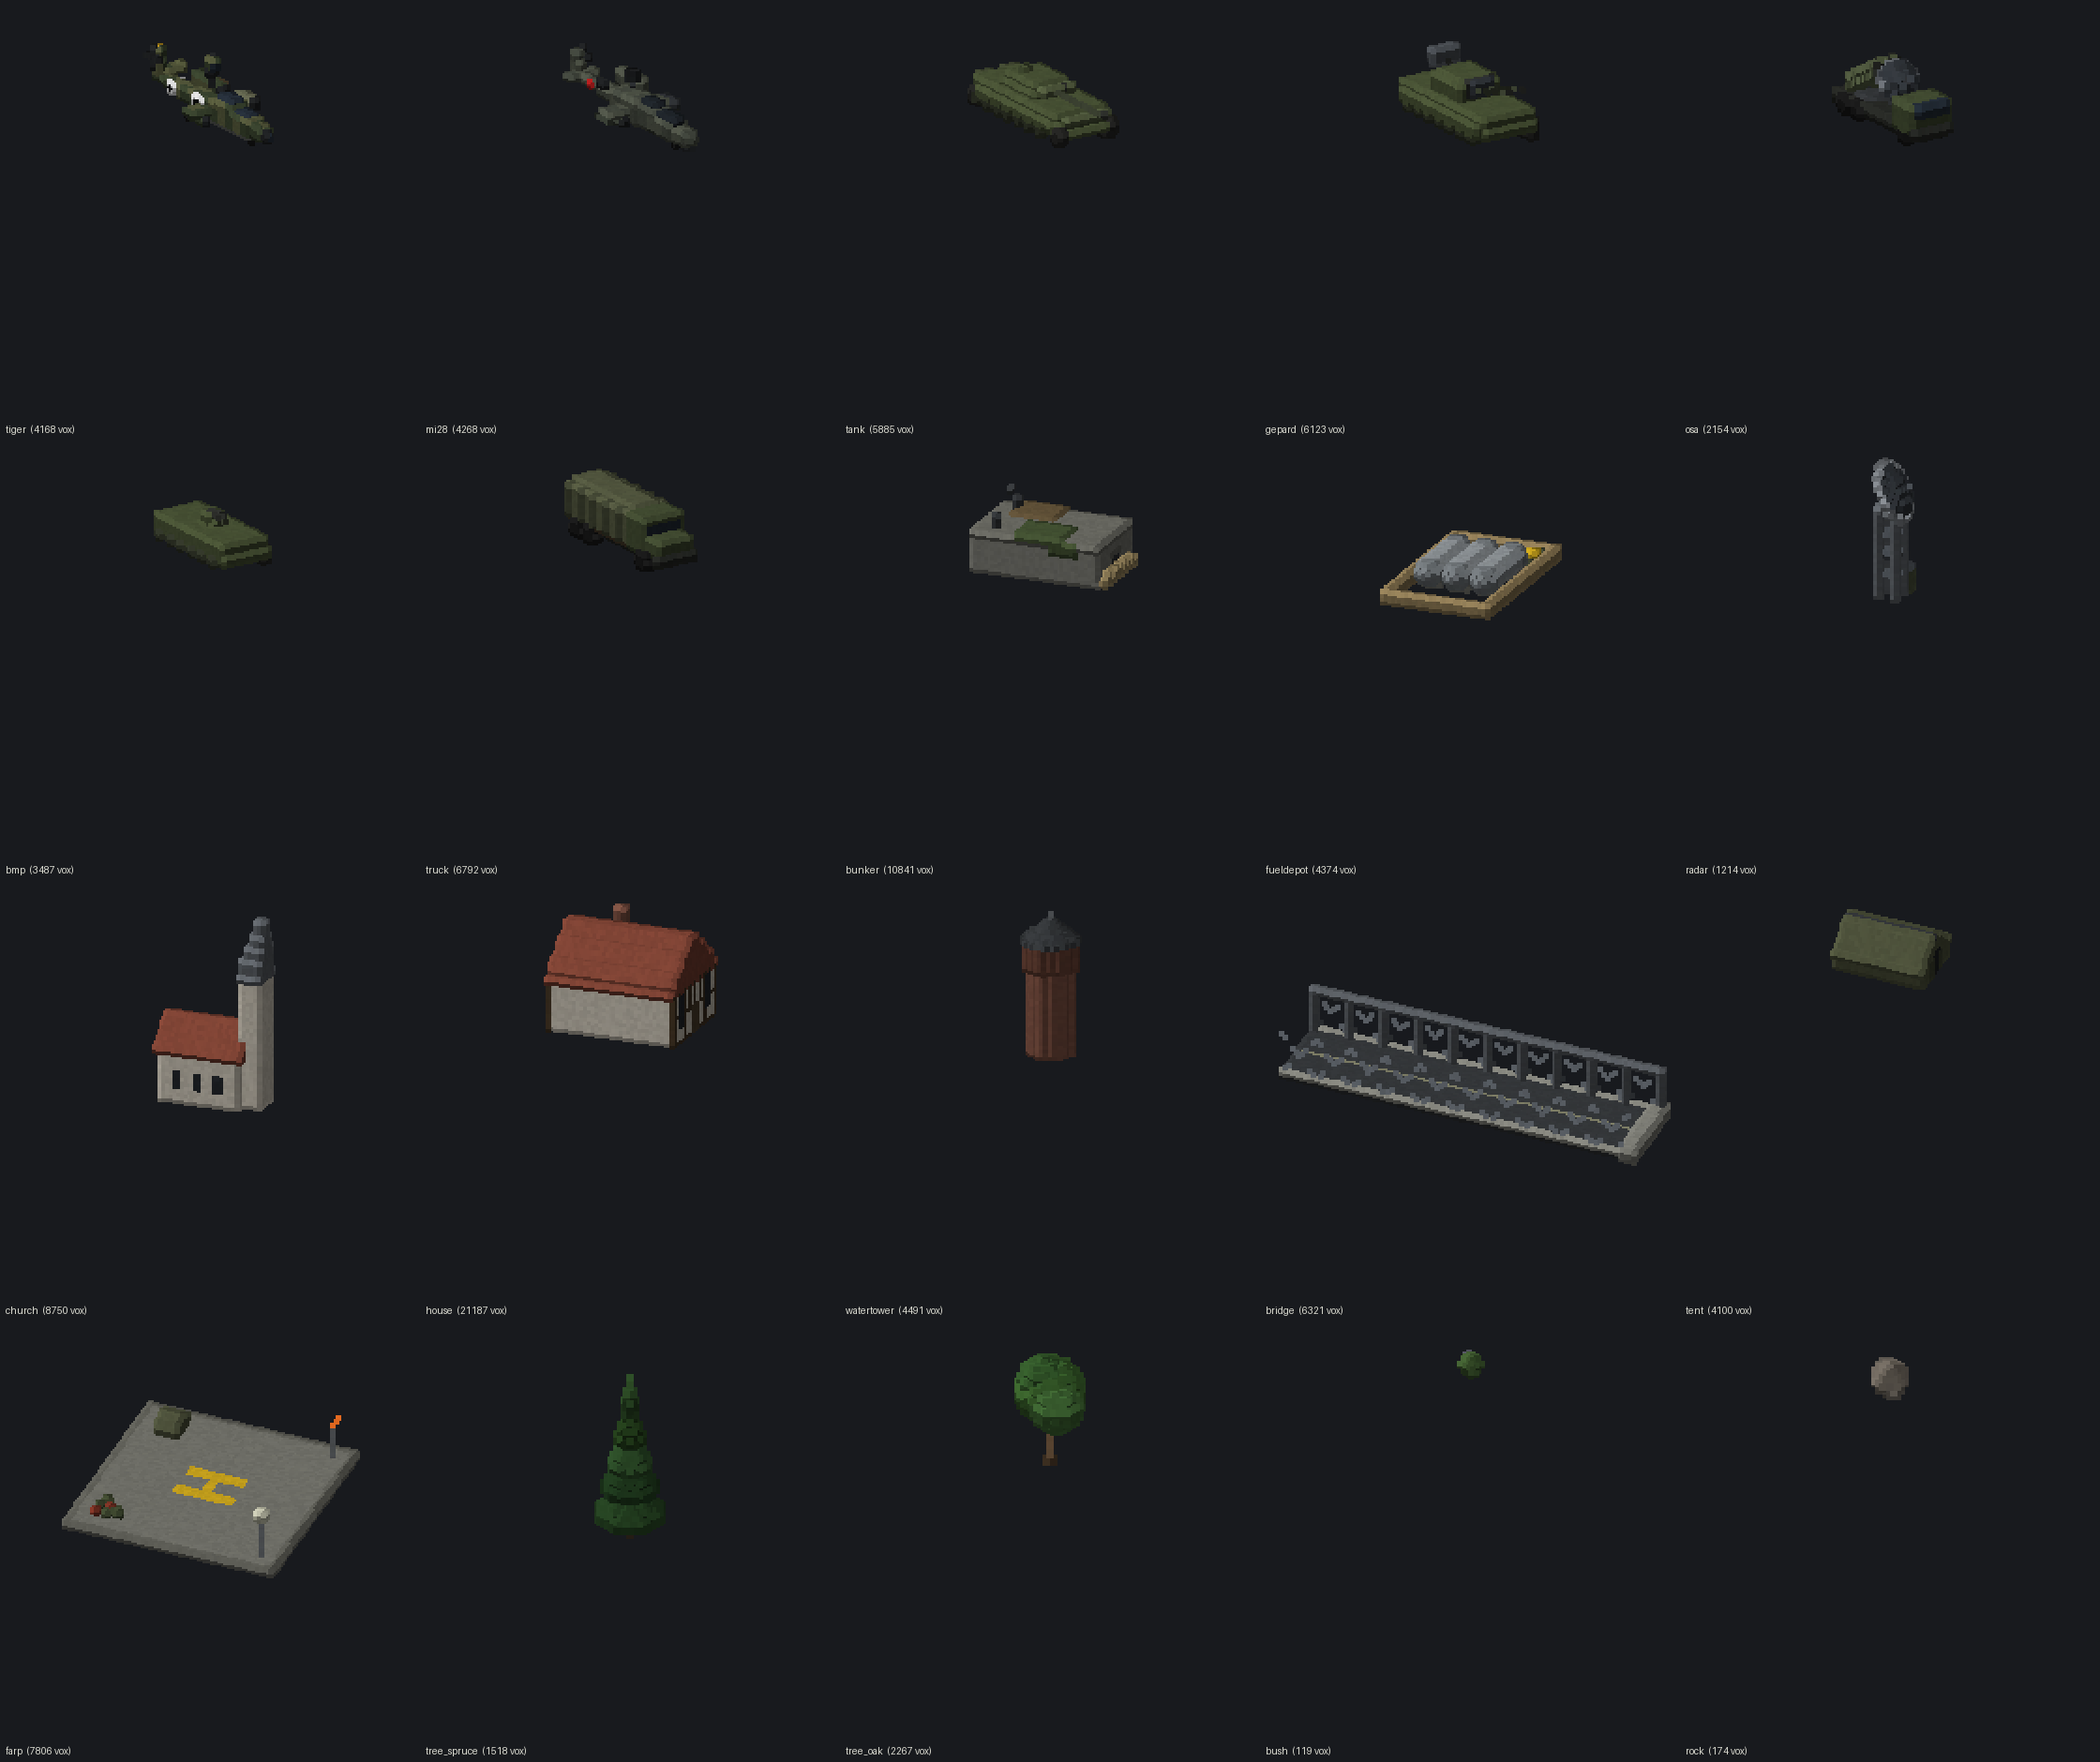 tiger (4168 vox)
mi28 (4268 vox)
tank (5885 vox)
gepard (6123 vox)
osa (2154 vox)
bmp (3487 vox)
truck (6792 vox)
bunker (10841 vox)
fueldepot (4374 vox)
radar (1214 vox)
church (8750 vox)
house (21187 vox)
watertower (4491 vox)
bridge (6321 vox)
tent (4100 vox)
H
farp (7806 vox)
tree_spruce (1518 vox)
tree_oak (2267 vox)
bush (119 vox)
rock (174 vox)